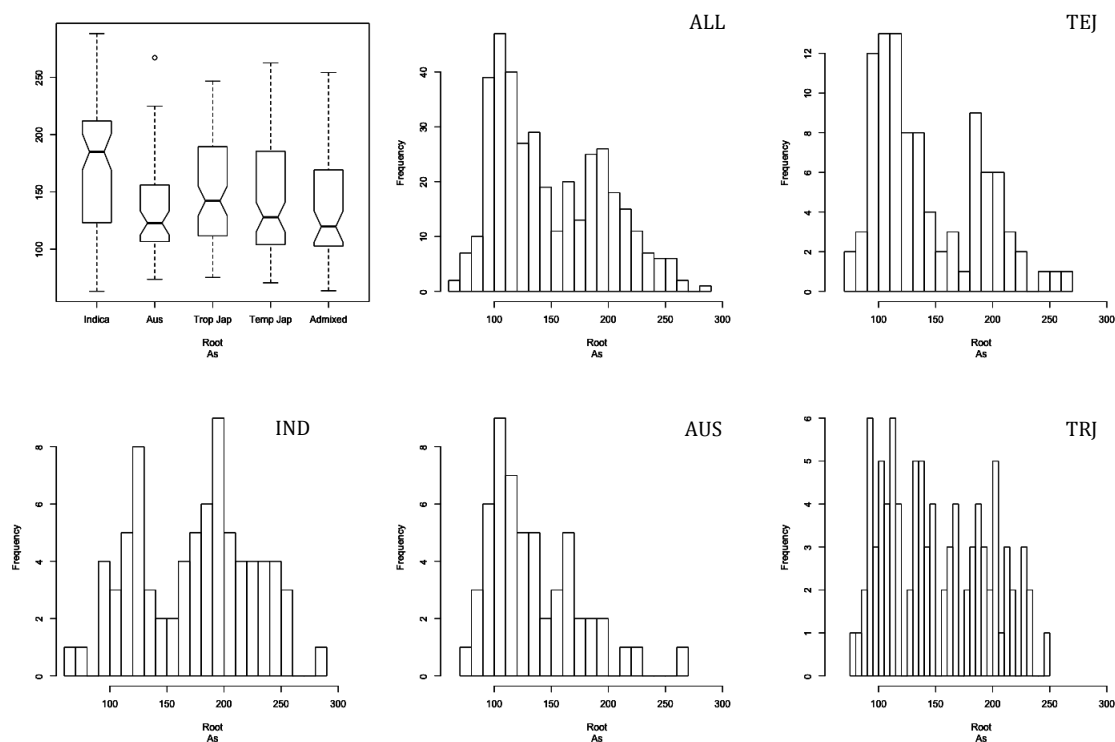 ALL
TEJ
100 150 200 250
Indica Aus Trop Jap Temp Jap Admixed
Root
As
Frequency
0 10 20 30 40
100 150 200 250 300
Root
As
Frequency
0 2 4 6 8 10 12
100 150 200 250 300
Root
As
IND
AUS
TRJ
Frequency
0 2 4 6 8
100 150 200 250 300
Root
As
Frequency
0 2 4 6 8
100 150 200 250 300
Root
As
Frequency
0 1 2 3 4 5 6
100 150 200 250 300
Root
As